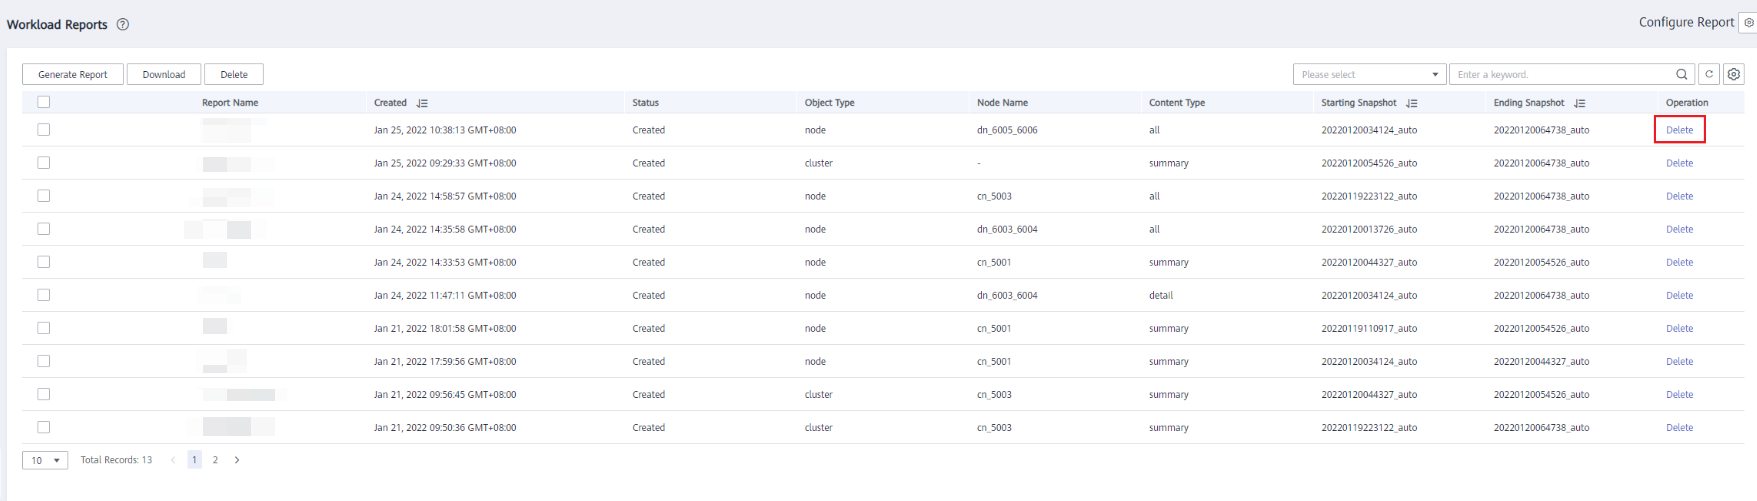 Workload Reports ?
Configure Report
Generate Report Download Delete Please select Enter a keyword.
Report Name Created Status Object Type Node Name Content Type Starting Snapshot Ending Snapshot Operation
Jan 25, 2022 10:38:13 GMT+08:00 Created node dn_6005_6006 all 20220120034124_auto 20220120064738_auto Delete
Jan 25, 2022 09:29:33 GMT+08:00 Created cluster - summary 20220120054526_auto 20220120064738_auto Delete
Jan 24, 2022 14:58:57 GMT+08:00 Created node cn_5003 all 20220119223122_auto 20220120064738_auto Delete
Jan 24, 2022 14:35:58 GMT+08:00 Created node dn_6003_6004 all 20220120013726_auto 20220120064738_auto Delete
Jan 24, 2022 14:33:53 GMT+08:00 Created node cn_5001 summary 20220120044327_auto 20220120054526_auto Delete
Jan 24, 2022 11:47:11 GMT+08:00 Created node dn_6003_6004 detail 20220120034124_auto 20220120064738_auto Delete
Jan 21, 2022 18:01:58 GMT+08:00 Created node cn_5001 summary 20220119110917_auto 20220120054526_auto Delete
Jan 21, 2022 17:59:56 GMT+08:00 Created node cn_5001 summary 20220120034124_auto 20220120044327_auto Delete
Jan 21, 2022 09:56:45 GMT+08:00 Created cluster cn_5003 summary 20220120044327_auto 20220120054526_auto Delete
Jan 21, 2022 09:50:36 GMT+08:00 Created cluster cn_5003 summary 20220119223122_auto 20220120064738_auto Delete
10 Total Records: 13 < 1 2 >